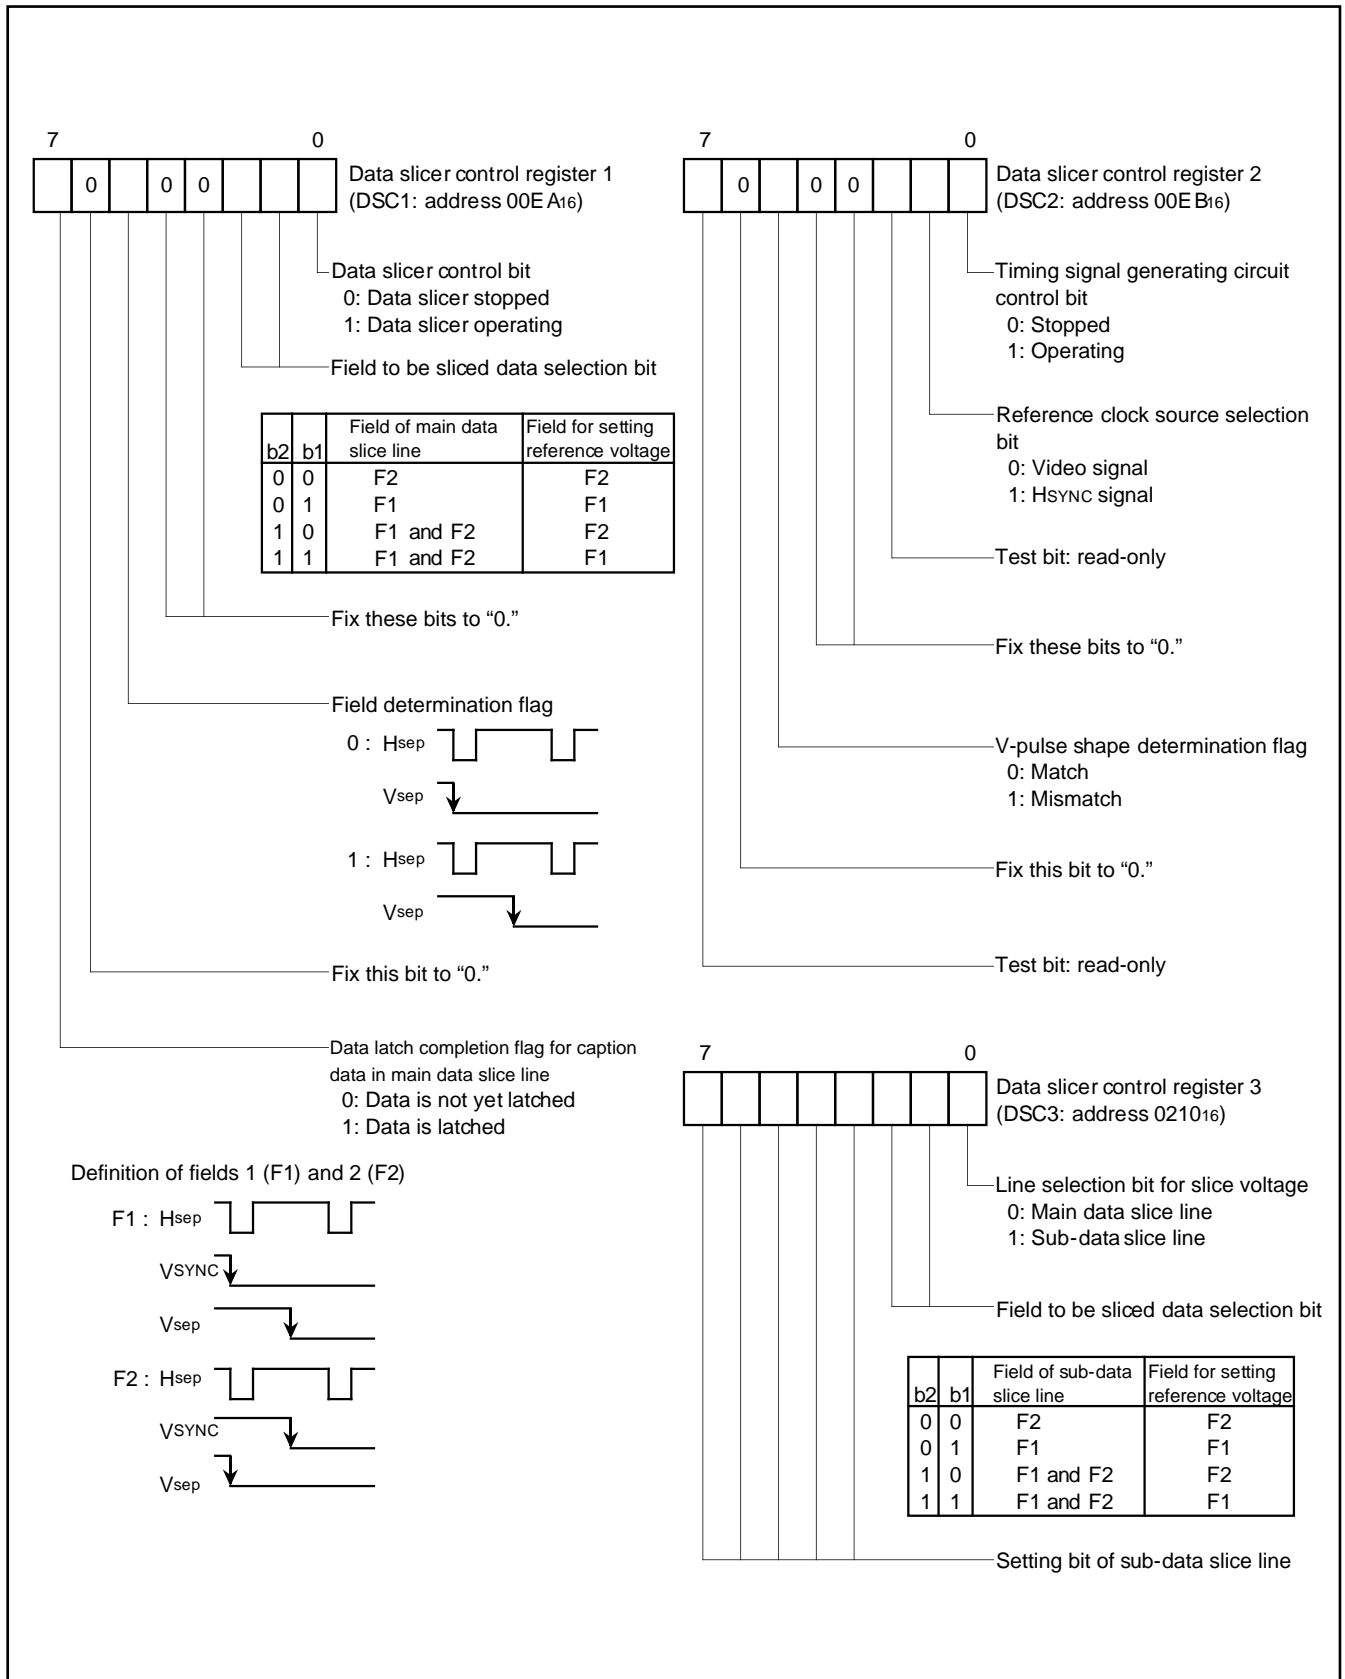 7 0
0 0 0
Data slicer control register 1
(DSC1: address 00EA16)
Data slicer control bit
0: Data slicer stopped
1: Data slicer operating
Field to be sliced data selection bit
b2 b1 Field of main data slice line Field for setting reference voltage
0 0 F2 F2
0 1 F1 F1
1 0 F1 and F2 F2
1 1 F1 and F2 F1
Fix these bits to “0.”
Field determination flag
0 : Hsep
Vsep
1 : Hsep
Vsep
Fix this bit to “0.”
Data latch completion flag for caption
data in main data slice line
0: Data is not yet latched
1: Data is latched
Definition of fields 1 (F1) and 2 (F2)
F1 : Hsep
VSYNC
Vsep
F2 : Hsep
VSYNC
Vsep
7 0
0 0 0
Data slicer control register 2
(DSC2: address 00EB16)
Timing signal generating circuit
control bit
0: Stopped
1: Operating
Reference clock source selection
bit
0: Video signal
1: HSYNC signal
Test bit: read-only
Fix these bits to “0.”
V-pulse shape determination flag
0: Match
1: Mismatch
Fix this bit to “0.”
Test bit: read-only
7 0
Data slicer control register 3
(DSC3: address 021016)
Line selection bit for slice voltage
0: Main data slice line
1: Sub-data slice line
Field to be sliced data selection bit
b2 b1 Field of sub-data slice line Field for setting reference voltage
0 0 F2 F2
0 1 F1 F1
1 0 F1 and F2 F2
1 1 F1 and F2 F1
Setting bit of sub-data slice line